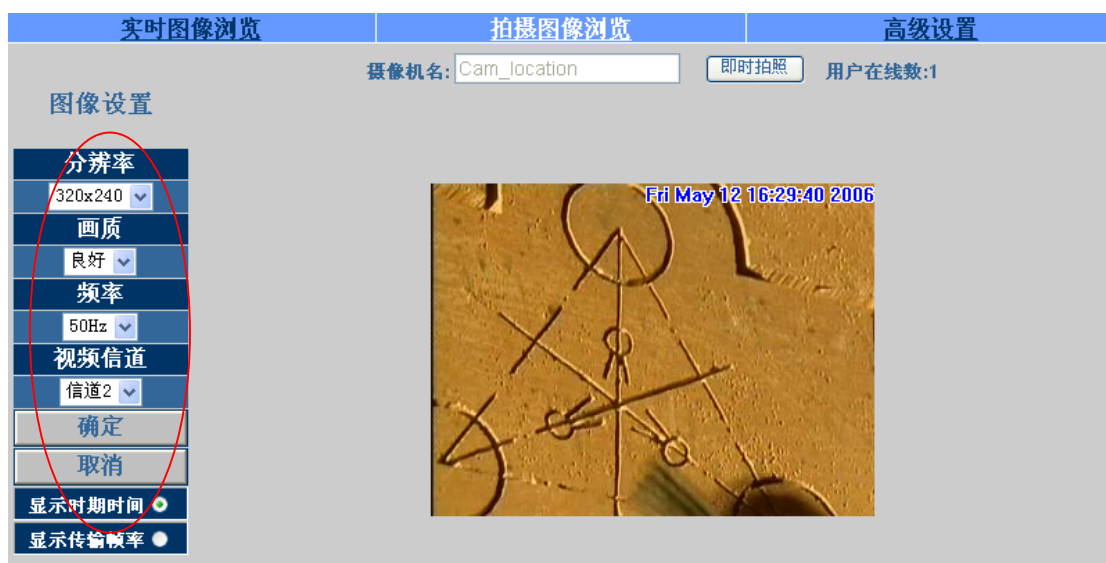 实时图像浏览 拍摄图像浏览 高级设置
摄像机名: Cam_location 即时拍照 用户在线数:1
图像设置
分辨率
320x240
画质
良好
频率
50Hz
视频信道
信道2
确定
取消
显示时期时间
显示传输帧率
Fri May 12 16:29:40 2006